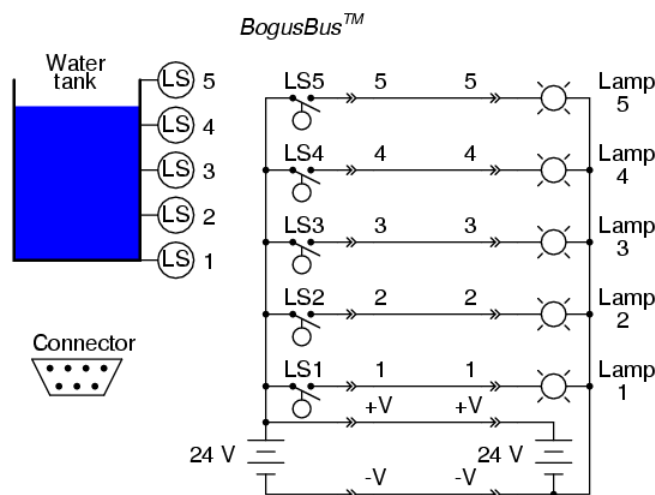 BogusBus™
Water
tank
LS 5
LS 4
LS 3
LS 2
LS 1
Connector
LS5 5 5 Lamp
5
LS4 4 4 Lamp
4
LS3 3 3 Lamp
3
LS2 2 2 Lamp
2
LS1 1 1 Lamp
1
+V +V
24 V 24 V
-V -V